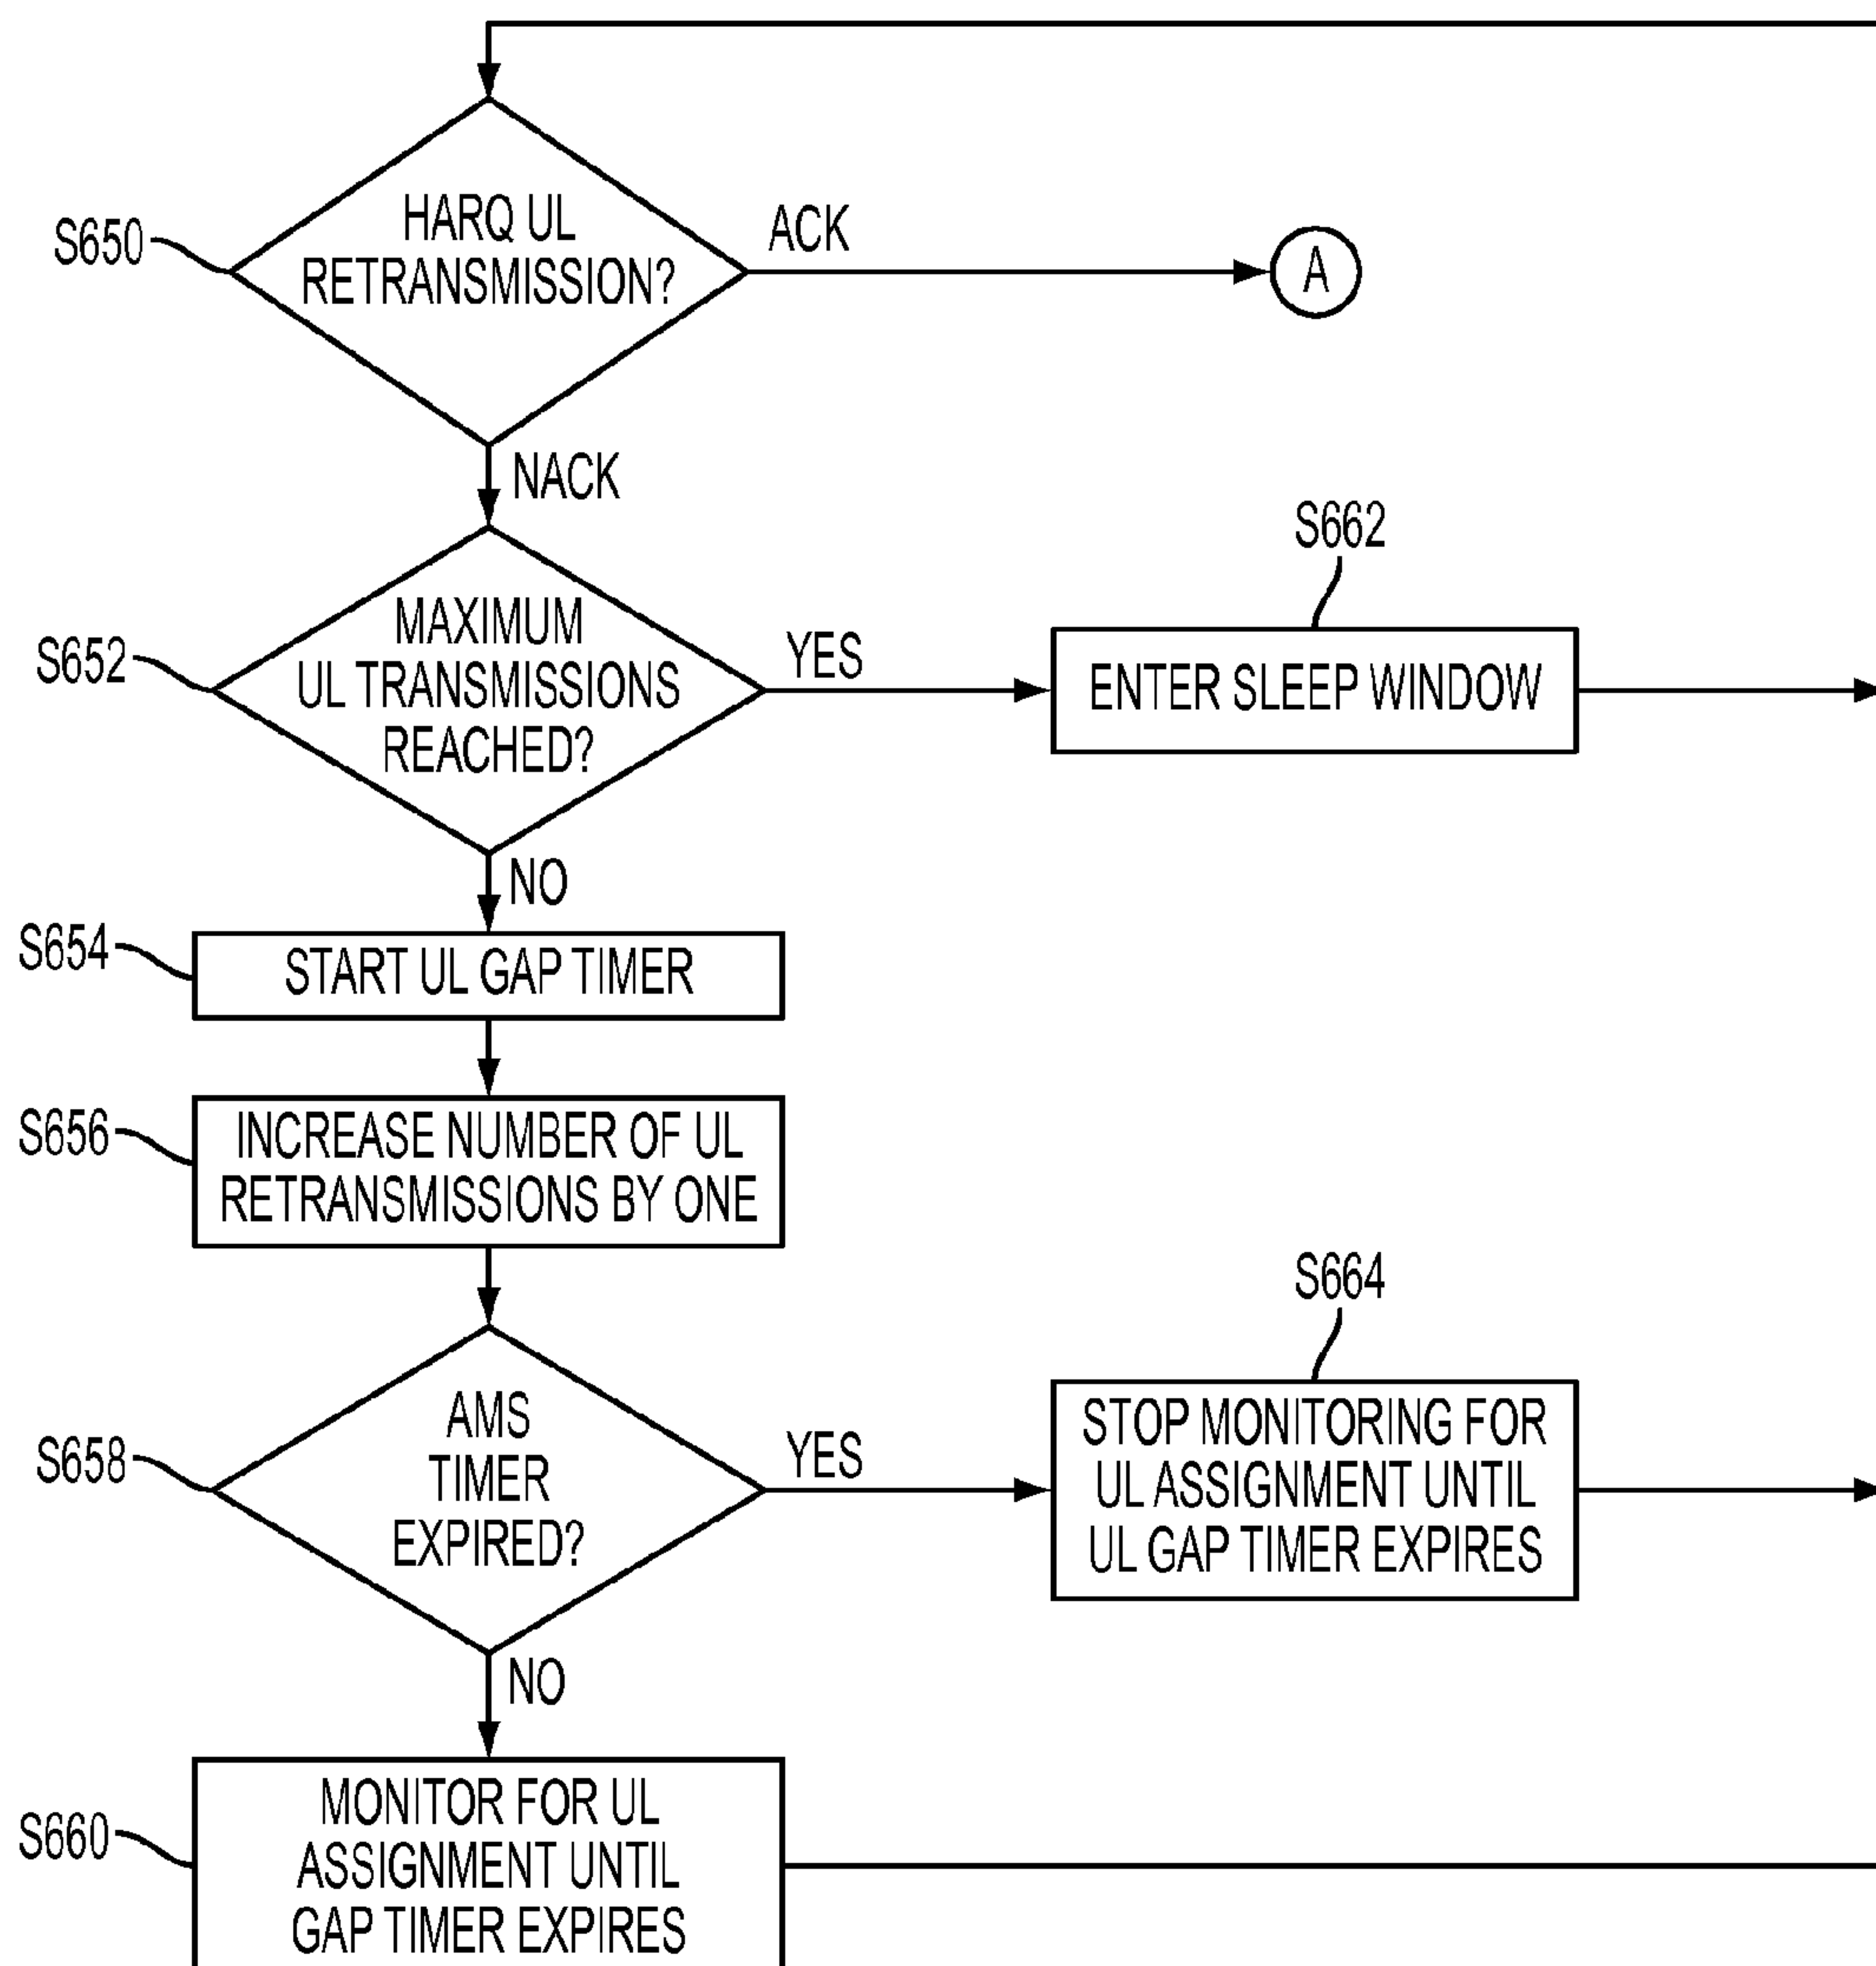 S650
HARQ UL
RETRANSMISSION?
ACK
A
NACK
S652
MAXIMUM
UL TRANSMISSIONS
REACHED?
YES
S662
ENTER SLEEP WINDOW
NO
S654
START UL GAP TIMER
S656
INCREASE NUMBER OF UL
RETRANSMISSIONS BY ONE
S658
AMS
TIMER
EXPIRED?
YES
S664
STOP MONITORING FOR
UL ASSIGNMENT UNTIL
UL GAP TIMER EXPIRES
NO
S660
MONITOR FOR UL
ASSIGNMENT UNTIL
GAP TIMER EXPIRES